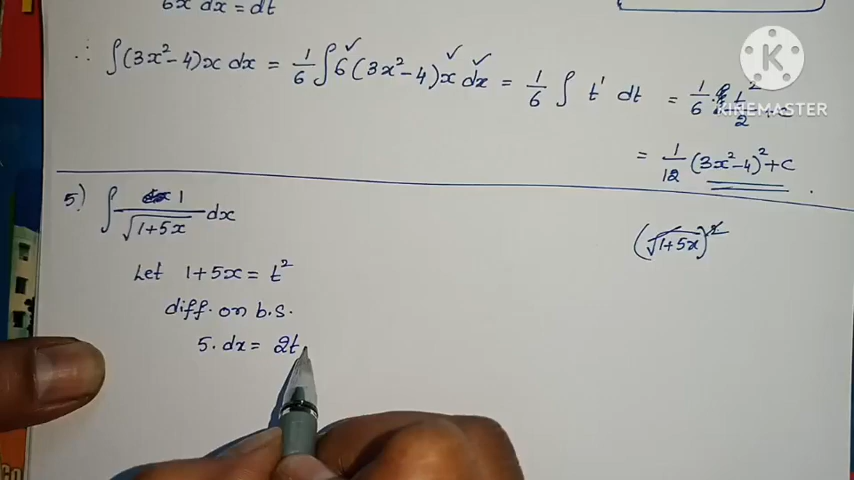 6x dx = dt
∴ ∫(3x²-4)x dx = 1/6 ∫6(3x²-4)x dx = 1/6 ∫ t¹ dt = 1/6 · t²/2 + c
= 1/12 (3x²-4)² + c
5) ∫ 1/√(1+5x) dx
(√1+5x)²
Let 1+5x = t²
diff. on b.s.
5. dx = 2t
KINEMASTER